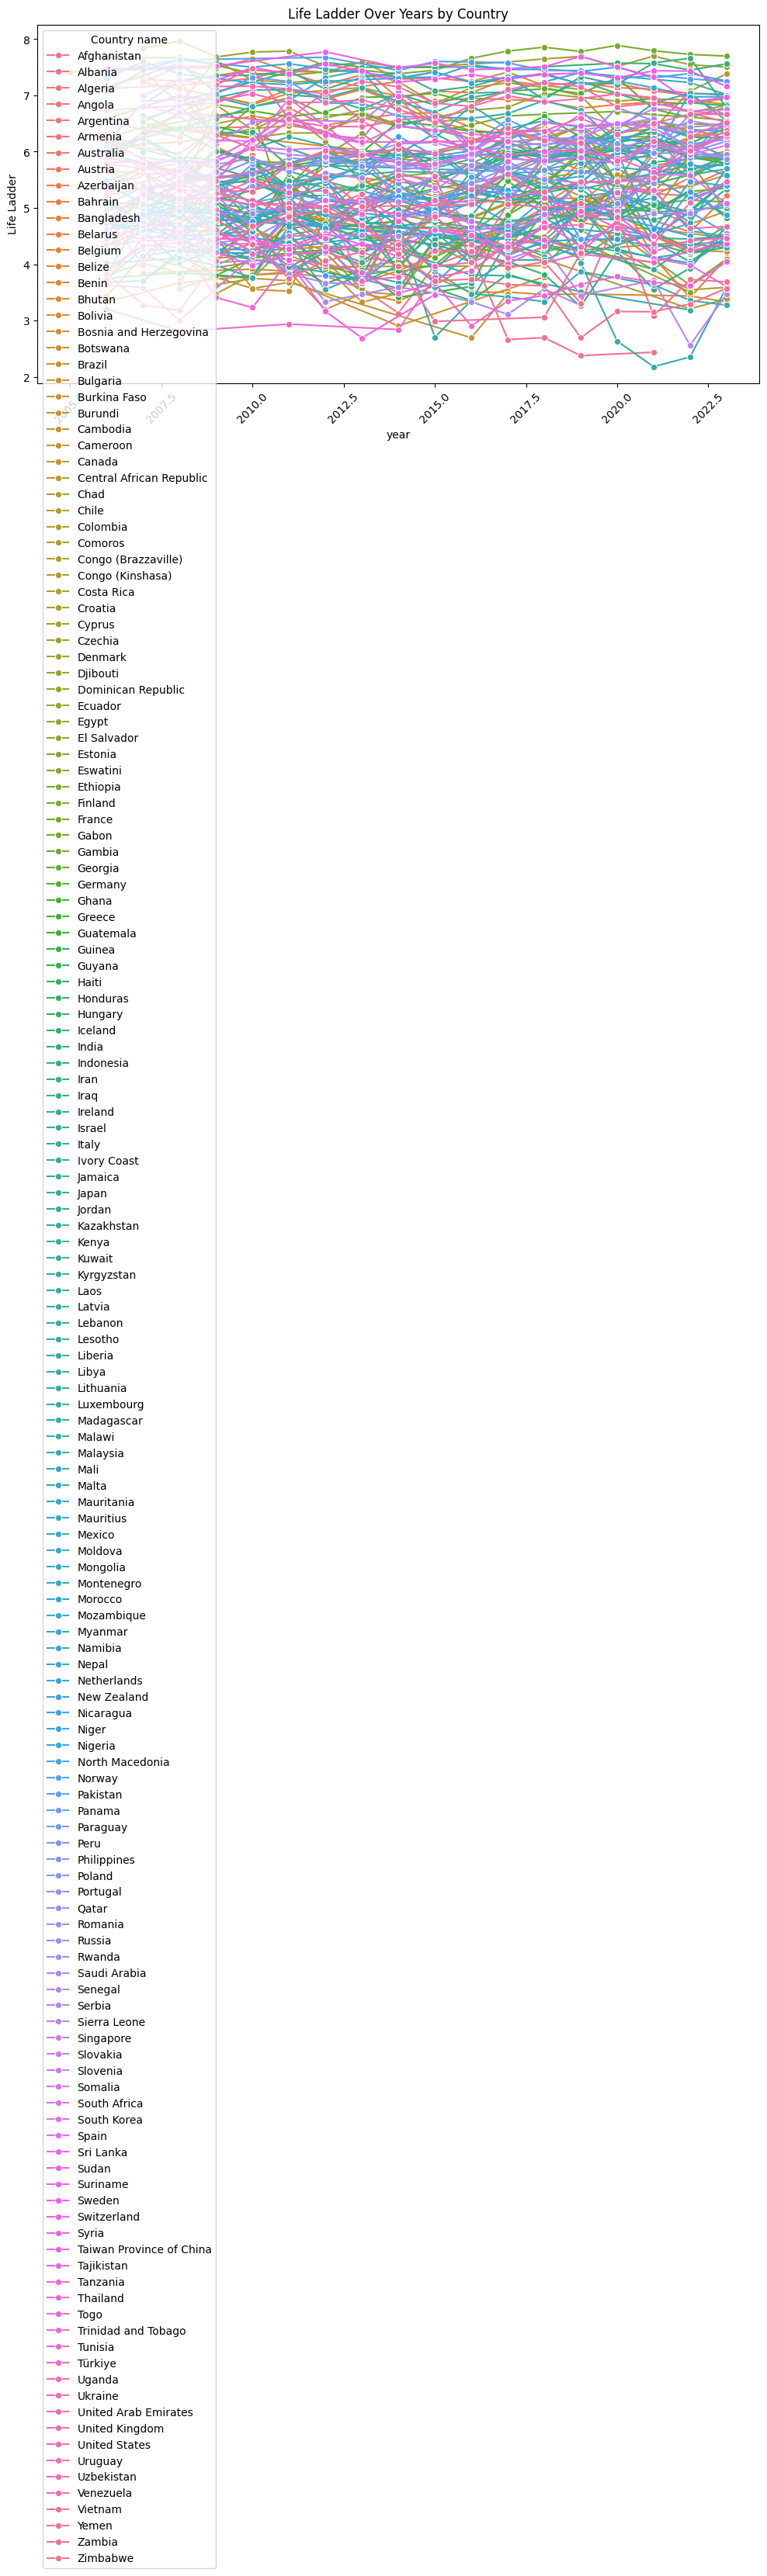 Life Ladder Over Years by Country
Life Ladder
8
7
6
5
4
3
2
2005.0
2007.5
2010.0
2012.5
2015.0
2017.5
2020.0
2022.5
year
Country name
Afghanistan
Albania
Algeria
Angola
Argentina
Armenia
Australia
Austria
Azerbaijan
Bahrain
Bangladesh
Belarus
Belgium
Belize
Benin
Bhutan
Bolivia
Bosnia and Herzegovina
Botswana
Brazil
Bulgaria
Burkina Faso
Burundi
Cambodia
Cameroon
Canada
Central African Republic
Chad
Chile
Colombia
Comoros
Congo (Brazzaville)
Congo (Kinshasa)
Costa Rica
Croatia
Cyprus
Czechia
Denmark
Djibouti
Dominican Republic
Ecuador
Egypt
El Salvador
Estonia
Eswatini
Ethiopia
Finland
France
Gabon
Gambia
Georgia
Germany
Ghana
Greece
Guatemala
Guinea
Guyana
Haiti
Honduras
Hungary
Iceland
India
Indonesia
Iran
Iraq
Ireland
Israel
Italy
Ivory Coast
Jamaica
Japan
Jordan
Kazakhstan
Kenya
Kuwait
Kyrgyzstan
Laos
Latvia
Lebanon
Lesotho
Liberia
Libya
Lithuania
Luxembourg
Madagascar
Malawi
Malaysia
Mali
Malta
Mauritania
Mauritius
Mexico
Moldova
Mongolia
Montenegro
Morocco
Mozambique
Myanmar
Namibia
Nepal
Netherlands
New Zealand
Nicaragua
Niger
Nigeria
North Macedonia
Norway
Pakistan
Panama
Paraguay
Peru
Philippines
Poland
Portugal
Qatar
Romania
Russia
Rwanda
Saudi Arabia
Senegal
Serbia
Sierra Leone
Singapore
Slovakia
Slovenia
Somalia
South Africa
South Korea
Spain
Sri Lanka
Sudan
Suriname
Sweden
Switzerland
Syria
Taiwan Province of China
Tajikistan
Tanzania
Thailand
Togo
Trinidad and Tobago
Tunisia
Türkiye
Uganda
Ukraine
United Arab Emirates
United Kingdom
United States
Uruguay
Uzbekistan
Venezuela
Vietnam
Yemen
Zambia
Zimbabwe